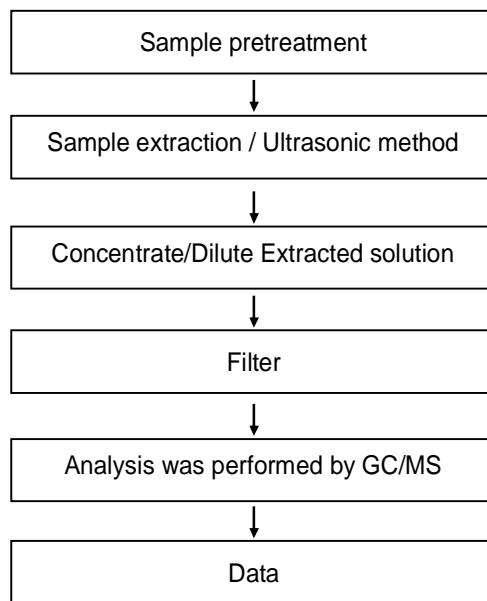 Sample pretreatment
Sample extraction / Ultrasonic method
Concentrate/Dilute Extracted solution
Filter
Analysis was performed by GC/MS
Data